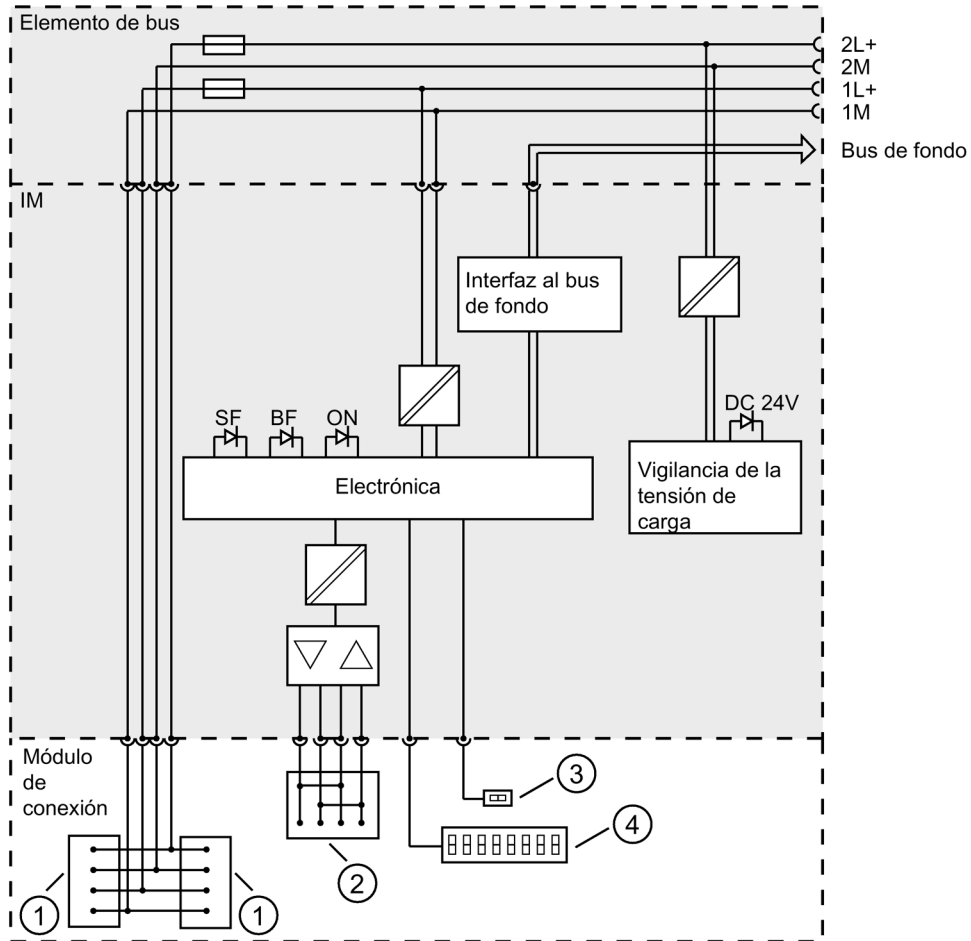 Elemento de bus
2L+
2M
1L+
1M
Bus de fondo
IM
Interfaz al bus
de fondo
DC 24V
SF BF ON
Electrónica
Vigilancia de la
tensión de
carga
Módulo
de
conexión
3
4
2
1
1